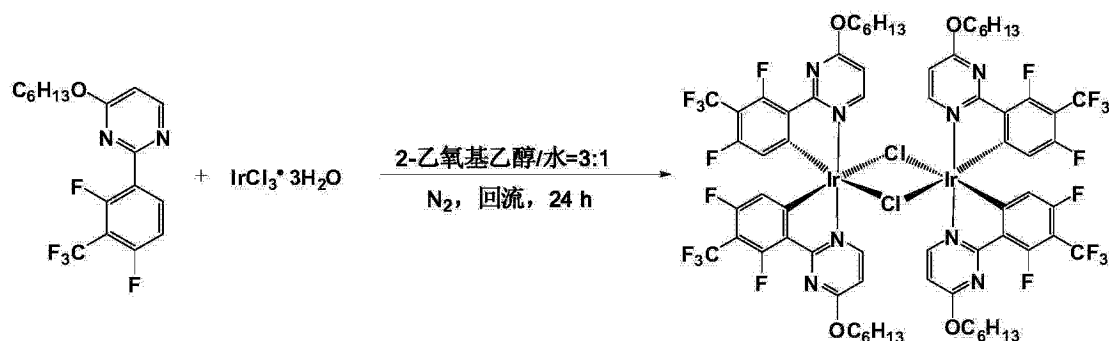 C₆H₁₃O
N
N
F
F₃C
F
+
IrCl₃•3H₂O
2-乙氧基乙醇/水=3:1
N₂，回流，24 h
OC₆H₁₃
OC₆H₁₃
F
N
N
F
F₃C
CF₃
F
N
N
F
Cl
Ir
Ir
Cl
F
N
N
F
F₃C
CF₃
F
N
N
F
OC₆H₁₃
OC₆H₁₃